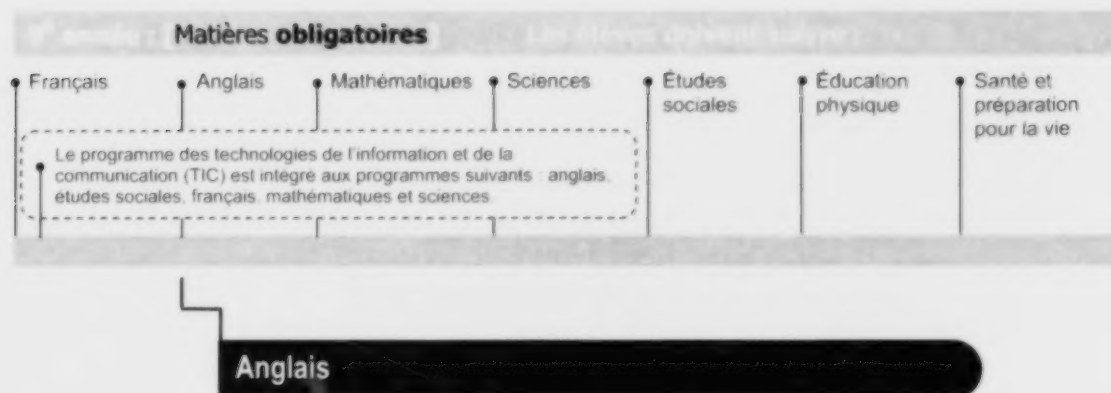 Matières obligatoires
Français
Anglais
Mathématiques
Sciences
Études
sociales
Éducation
physique
Santé et
préparation
pour la vie
Le programme des technologies de l'information et de la
communication (TIC) est intégré aux programmes suivants : anglais,
études sociales, français, mathématiques et sciences.
Anglais